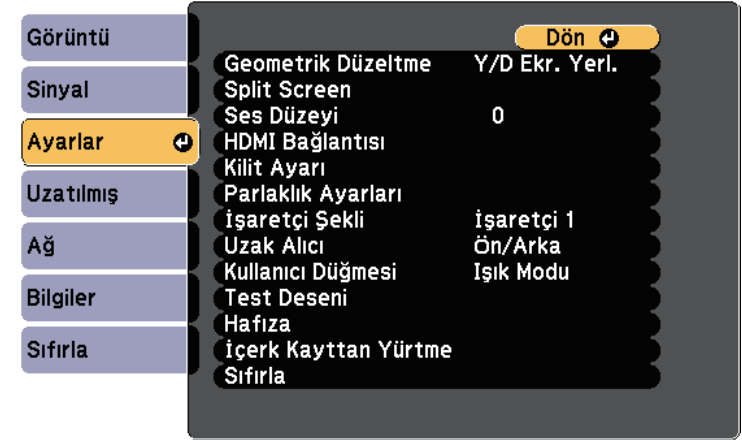 Görüntü
Sinyal
Ayarlar
Uzatılmış
Ağ
Bilgiler
Sıfırla
Dön
Geometrik Düzeltme Y/D Ekr. Yerl.
Split Screen
Ses Düzeyi 0
HDMI Bağlantısı
Kilit Ayarı
Parlaklık Ayarları
İşaretçi Şekli İşaretçi 1
Uzak Alıcı Ön/Arka
Kullanıcı Düğmesi Işık Modu
Test Deseni
Hafıza
İçerk Kayttan Yürtme
Sıfırla